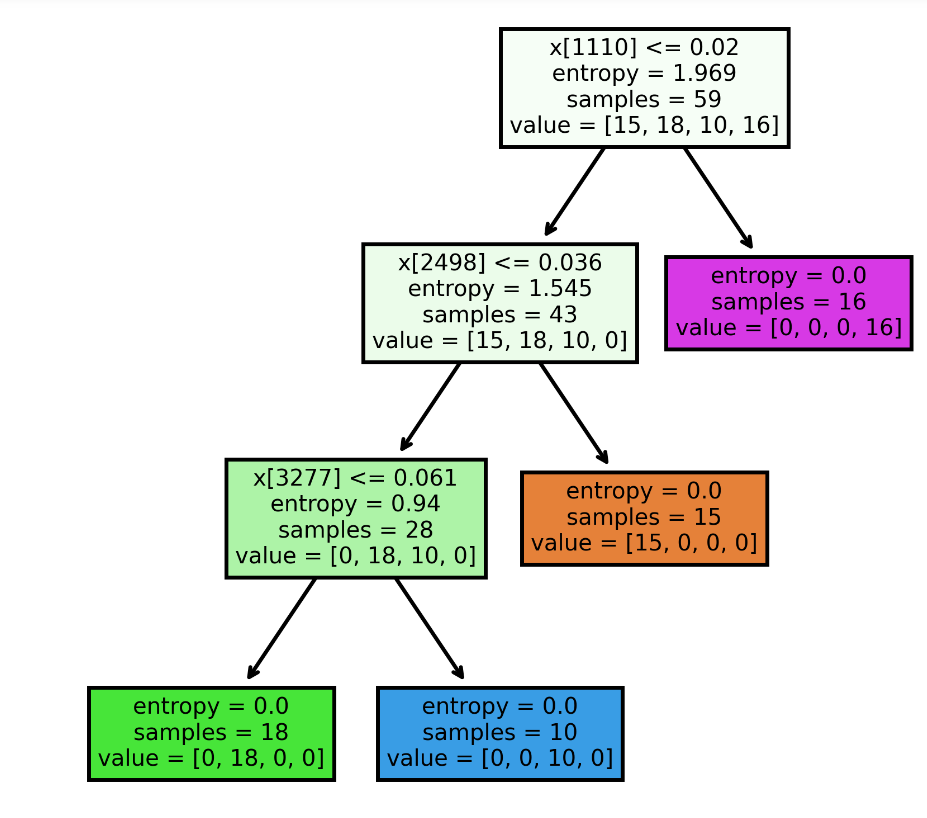 x[1110] <= 0.02
entropy = 1.969
samples = 59
value = [15, 18, 10, 16]
x[2498] <= 0.036
entropy = 1.545
samples = 43
value = [15, 18, 10, 0]
entropy = 0.0
samples = 16
value = [0, 0, 0, 16]
x[3277] <= 0.061
entropy = 0.94
samples = 28
value = [0, 18, 10, 0]
entropy = 0.0
samples = 15
value = [15, 0, 0, 0]
entropy = 0.0
samples = 18
value = [0, 18, 0, 0]
entropy = 0.0
samples = 10
value = [0, 0, 10, 0]